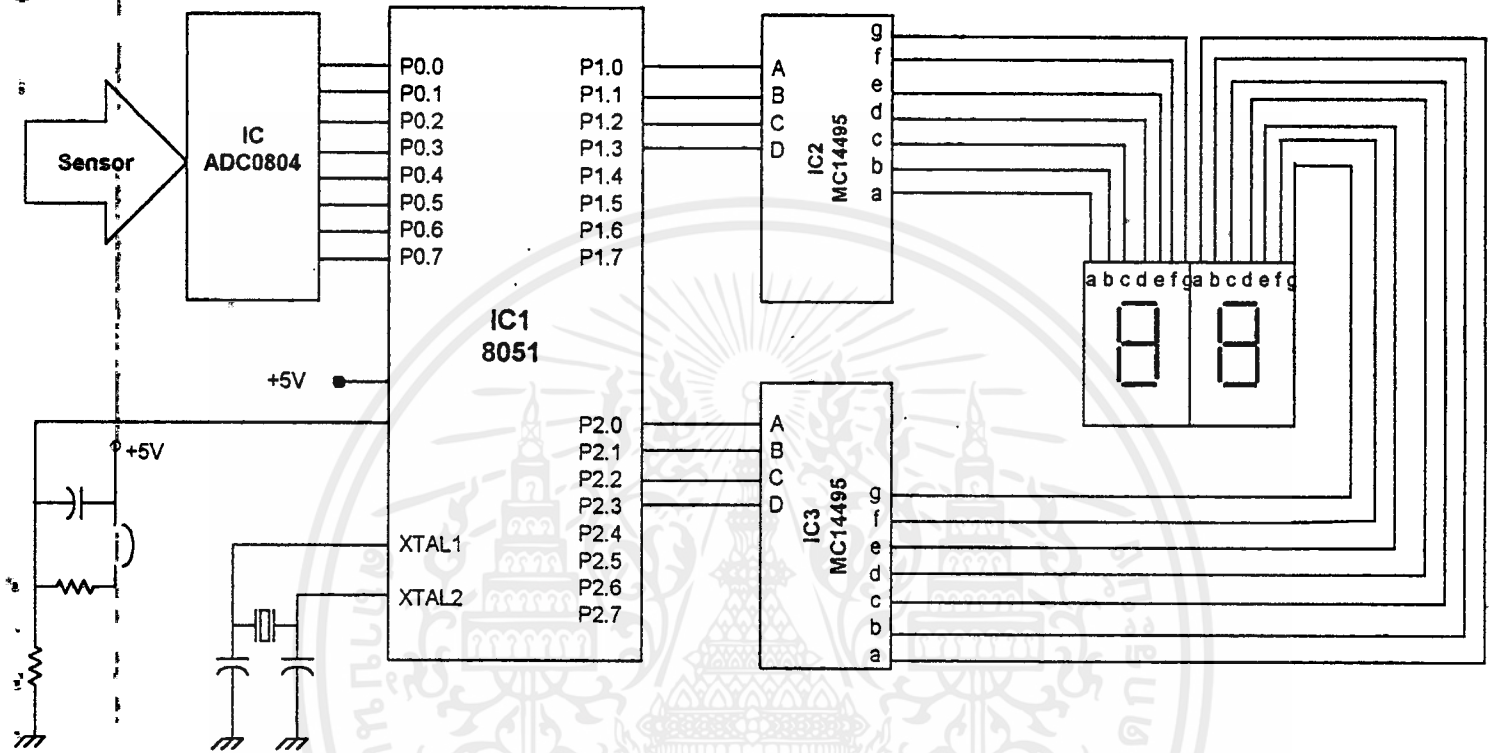 Sensor
IC
ADC0804
P0.0
P0.1
P0.2
P0.3
P0.4
P0.5
P0.6
P0.7
+5V
+5V
XTAL1
XTAL2
IC1
8051
P1.0
P1.1
P1.2
P1.3
P1.4
P1.5
P1.6
P1.7
P2.0
P2.1
P2.2
P2.3
P2.4
P2.5
P2.6
P2.7
A
B
C
D
IC2
MC14495
g
f
e
d
c
b
a
A
B
C
D
IC3
MC14495
g
f
e
d
c
b
a
a b c d e f g a b c d e f g